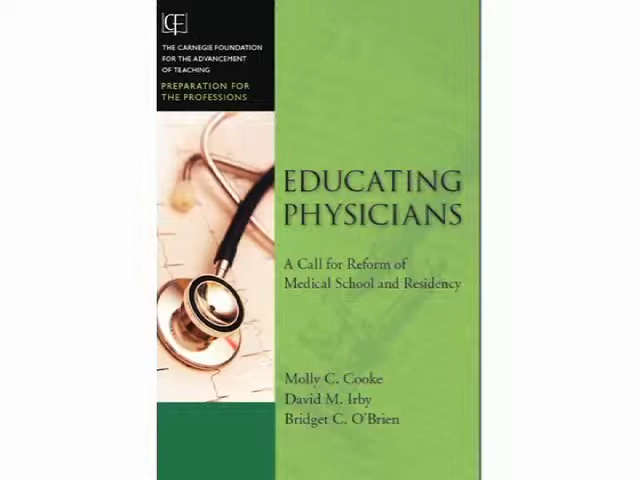 CF
THE CARNEGIE FOUNDATION
FOR THE ADVANCEMENT
OF TEACHING
PREPARATION FOR
THE PROFESSIONS
EDUCATING
PHYSICIANS
A Call for Reform of
Medical School and Residency
Molly C. Cooke
David M. Irby
Bridget C. O'Brien